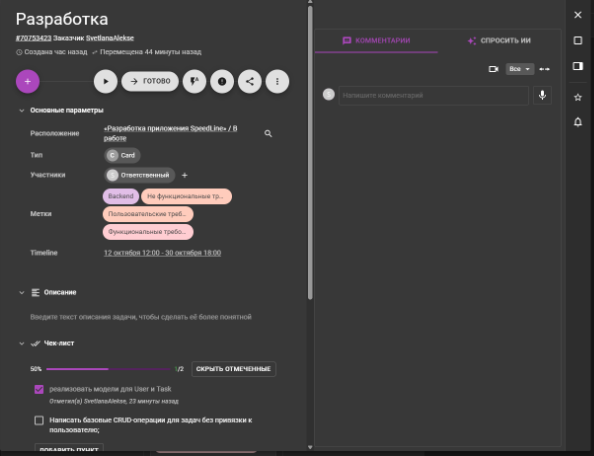 Разработка
#70753423 Заказчик SvetlanaAlekse
Создана час назад Перемещена 44 минуты назад
ГОТОВО
Основные параметры
Расположение
«Разработка приложения SpeedLine» / В
работе
Тип
C Card
Участники
Ответственный
Backend
Не функциональные тр...
Метки
Пользовательские треб...
Функциональные требо...
Timeline
12 октября 12:00 - 30 октября 18:00
Описание
Введите текст описания задачи, чтобы сделать её более понятной
Чек-лист
50%
1/2
СКРЫТЬ ОТМЕЧЕННЫЕ
реализовать модели для User и Task
Отметил(а) SvetlanaAlekse, 23 минуты назад
Написать базовые CRUD-операции для задач без привязки к
пользователю;
ДОБАВИТЬ ПУНКТ
КОММЕНТАРИИ
СПРОСИТЬ ИИ
Все
Напишите комментарий